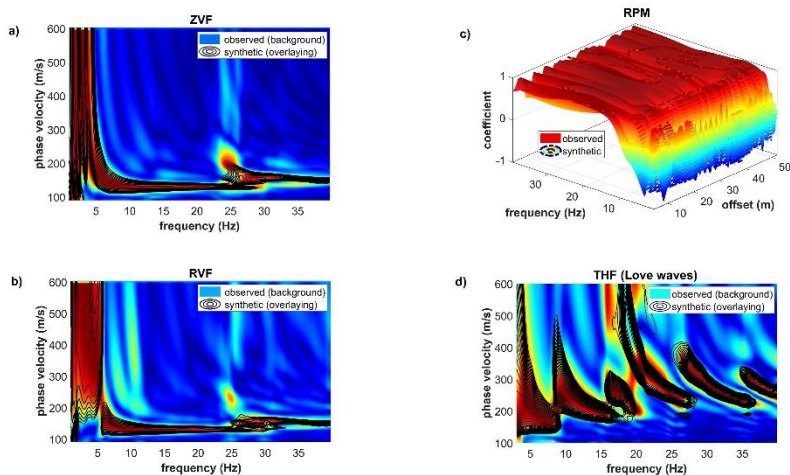 a)
ZVF
phase velocity (m/s)
600
500
400
300
200
100
observed (background)
synthetic (overlaying)
5 10 15 20 25 30 35
frequency (Hz)
c)
RPM
coefficient
1
0
-1
observed
synthetic
30
20
10
frequency (Hz)
10
20
30
40
50
offset (m)
b)
RVF
phase velocity (m/s)
600
500
400
300
200
100
observed (background)
synthetic (overlaying)
5 10 15 20 25 30 35
frequency (Hz)
d)
THF (Love waves)
phase velocity (m/s)
600
500
400
300
200
100
observed (background)
synthetic (overlaying)
5 10 15 20 25 30 35
frequency (Hz)